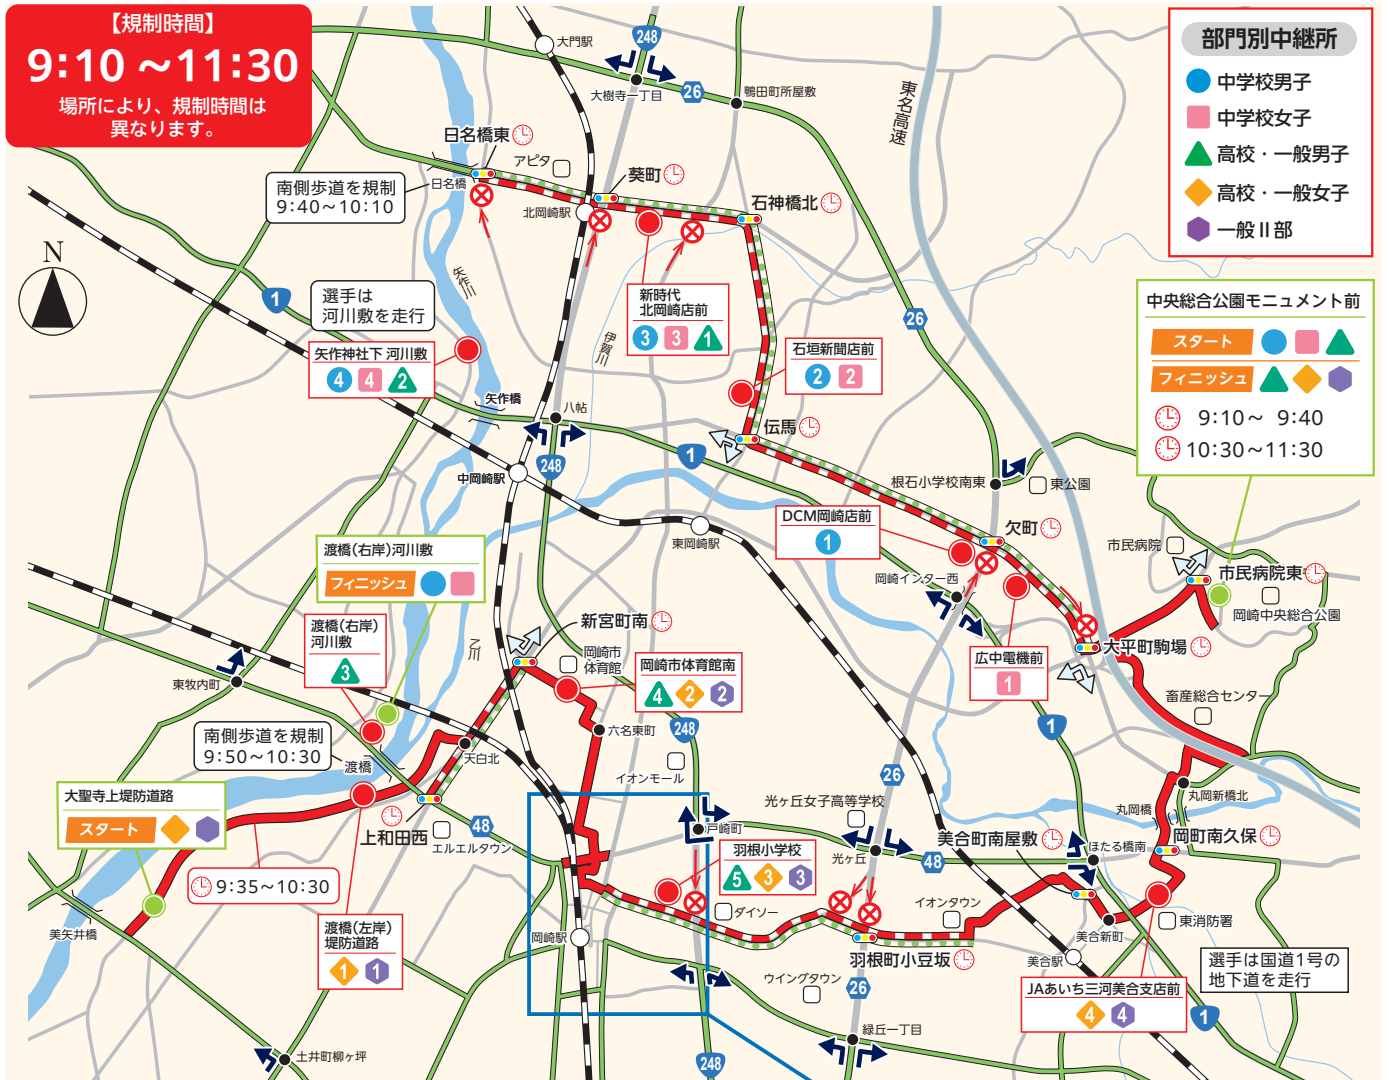 【規制時間】
9:10～11:30
場所により、規制時間は
異なります。
部門別中継所
中学校男子
中学校女子
高校・一般男子
高校・一般女子
一般Ⅱ部
中央総合公園モニュメント前
スタート
フィニッシュ
9:10～ 9:40
10:30～11:30
大門駅
248
大樹寺一丁目
26
鴨田町所屋敷
東名高速
日名橋東
アピタ
日名橋
葵町
石神橋北
北岡崎駅
南側歩道を規制
9:40～10:10
N
1
矢作川
選手は
河川敷を走行
新時代
北岡崎店前
3
3
1
伊賀川
26
矢作神社下 河川敷
4
4
2
石垣新聞店前
2
2
矢作橋
八帖
伝馬
248
1
中岡崎駅
根石小学校南東
東公園
DCM岡崎店前
1
欠町
東岡崎駅
市民病院
市民病院東
岡崎中央総合公園
岡崎インター西
渡橋(右岸)河川敷
フィニッシュ
渡橋(右岸)
河川敷
3
新宮町南
乙川
岡崎市
体育館
岡崎市体育館南
4
2
2
広中電機前
1
大平町駒場
東牧内町
畜産総合センター
南側歩道を規制
9:50～10:30
渡橋
天白北
六名東町
248
イオンモール
1
26
大聖寺上堤防道路
スタート
上和田西
48
エルエルタウン
戸崎町
光ヶ丘女子高等学校
光ヶ丘
48
美合町南屋敷
丸岡橋
丸岡新橋北
岡町南久保
ほたる橋南
9:35～10:30
羽根小学校
5
3
3
ダイソー
イオンタウン
東消防署
美矢井橋
渡橋(左岸)
堤防道路
1
1
岡崎駅
羽根町小豆坂
美合新町
美合駅
選手は国道1号の
地下道を走行
ウイングタウン
26
JAあいち三河美合支店前
4
4
1
緑丘一丁目
土井町柳ヶ坪
248